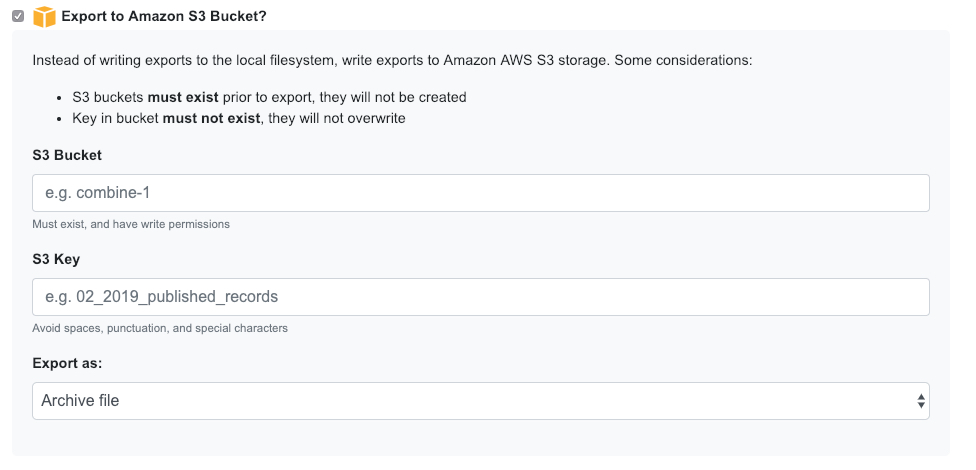 Export to Amazon S3 Bucket?
Instead of writing exports to the local filesystem, write exports to Amazon AWS S3 storage. Some considerations:
• S3 buckets must exist prior to export, they will not be created
• Key in bucket must not exist, they will not overwrite
S3 Bucket
e.g. combine-1
Must exist, and have write permissions
S3 Key
e.g. 02_2019_published_records
Avoid spaces, punctuation, and special characters
Export as:
Archive file